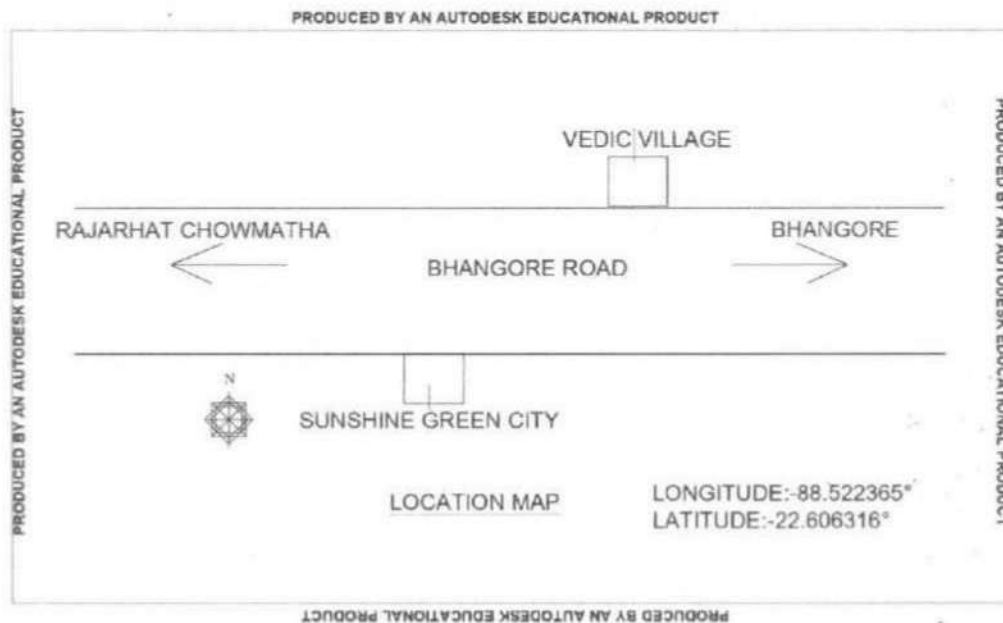 PRODUCED BY AN AUTODESK EDUCATIONAL PRODUCT
PRODUCED BY AN AUTODESK EDUCATIONAL PRODUCT
PRODUCED BY AN AUTODESK EDUCATIONAL PRODUCT
VEDIC VILLAGE
RAJARHAT CHOWMATHA
BHANGORE
BHANGORE ROAD
N
SUNSHINE GREEN CITY
LOCATION MAP
LONGITUDE:-88.522365°
LATITUDE:-22.606316°
PRODUCED BY AN AUTODESK EDUCATIONAL PRODUCT